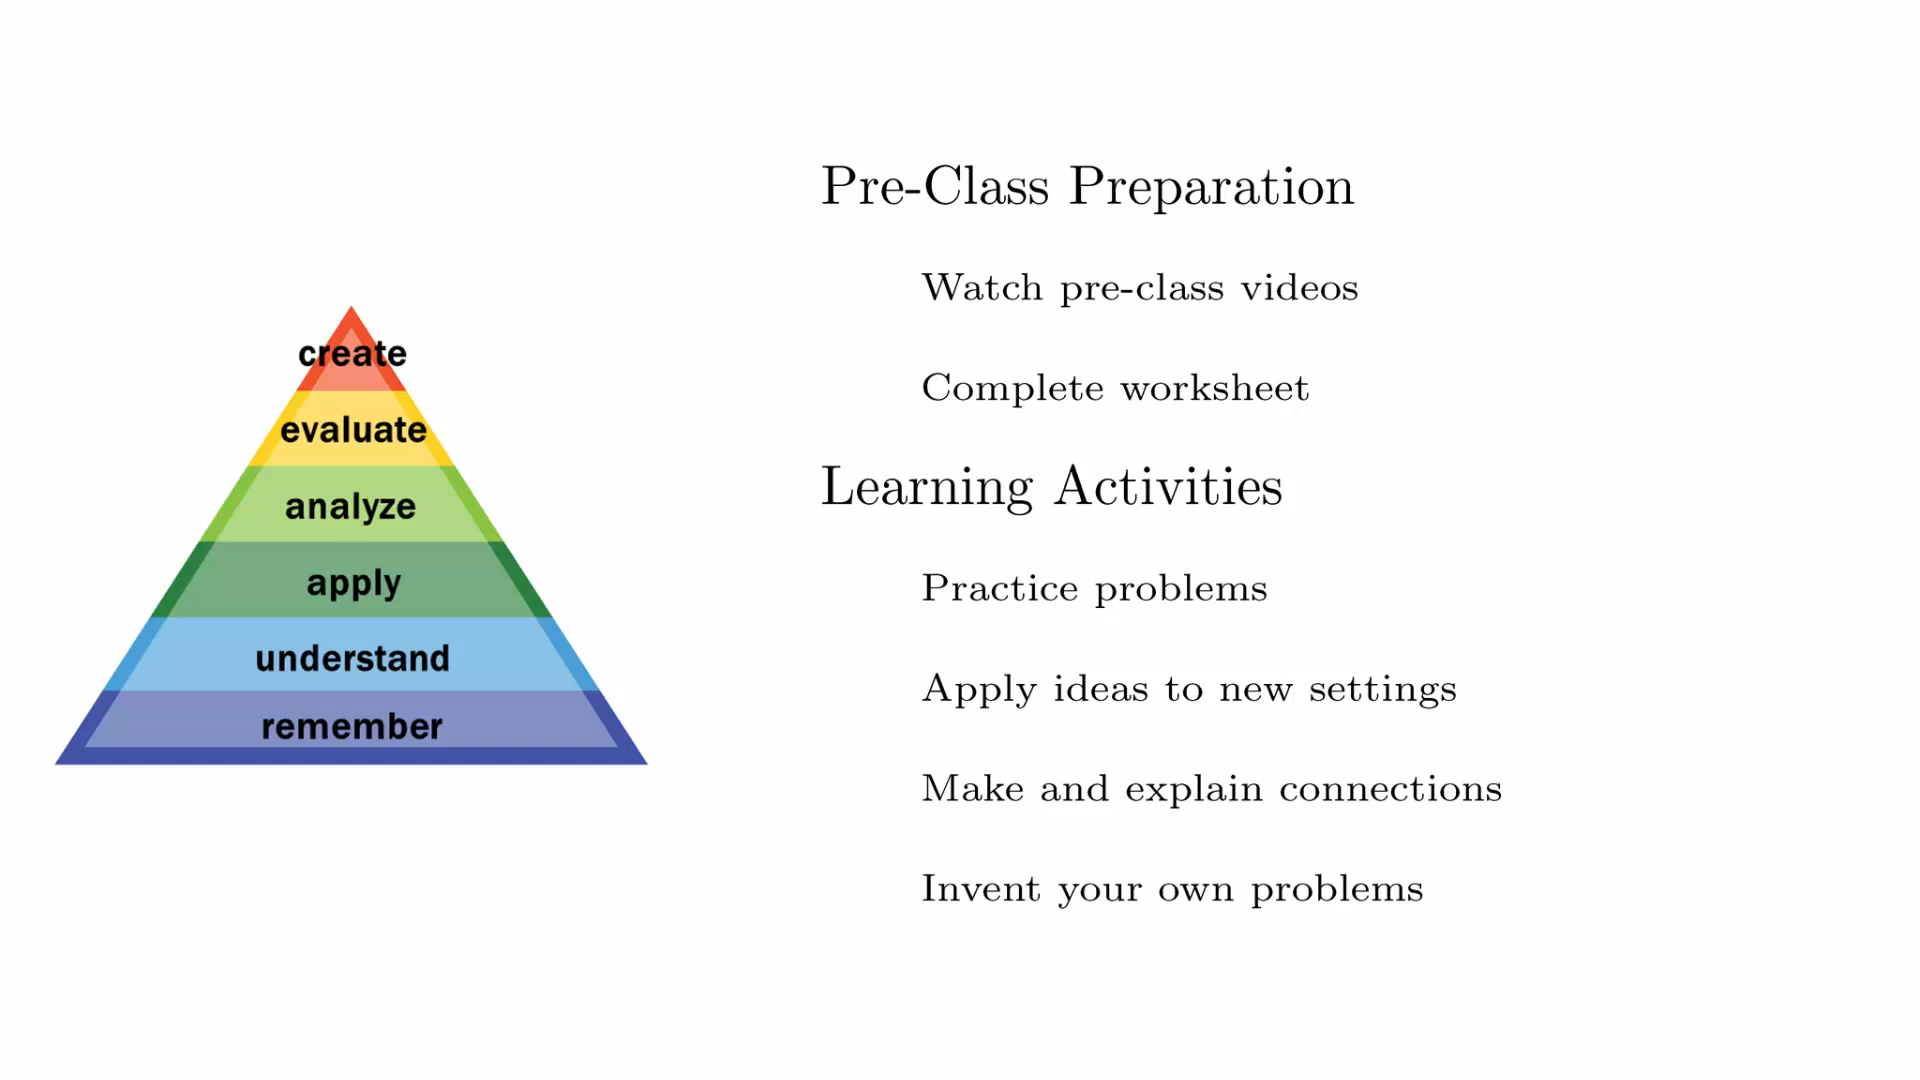 create
evaluate
analyze
apply
understand
remember
Pre-Class Preparation
Watch pre-class videos
Complete worksheet
Learning Activities
Practice problems
Apply ideas to new settings
Make and explain connections
Invent your own problems